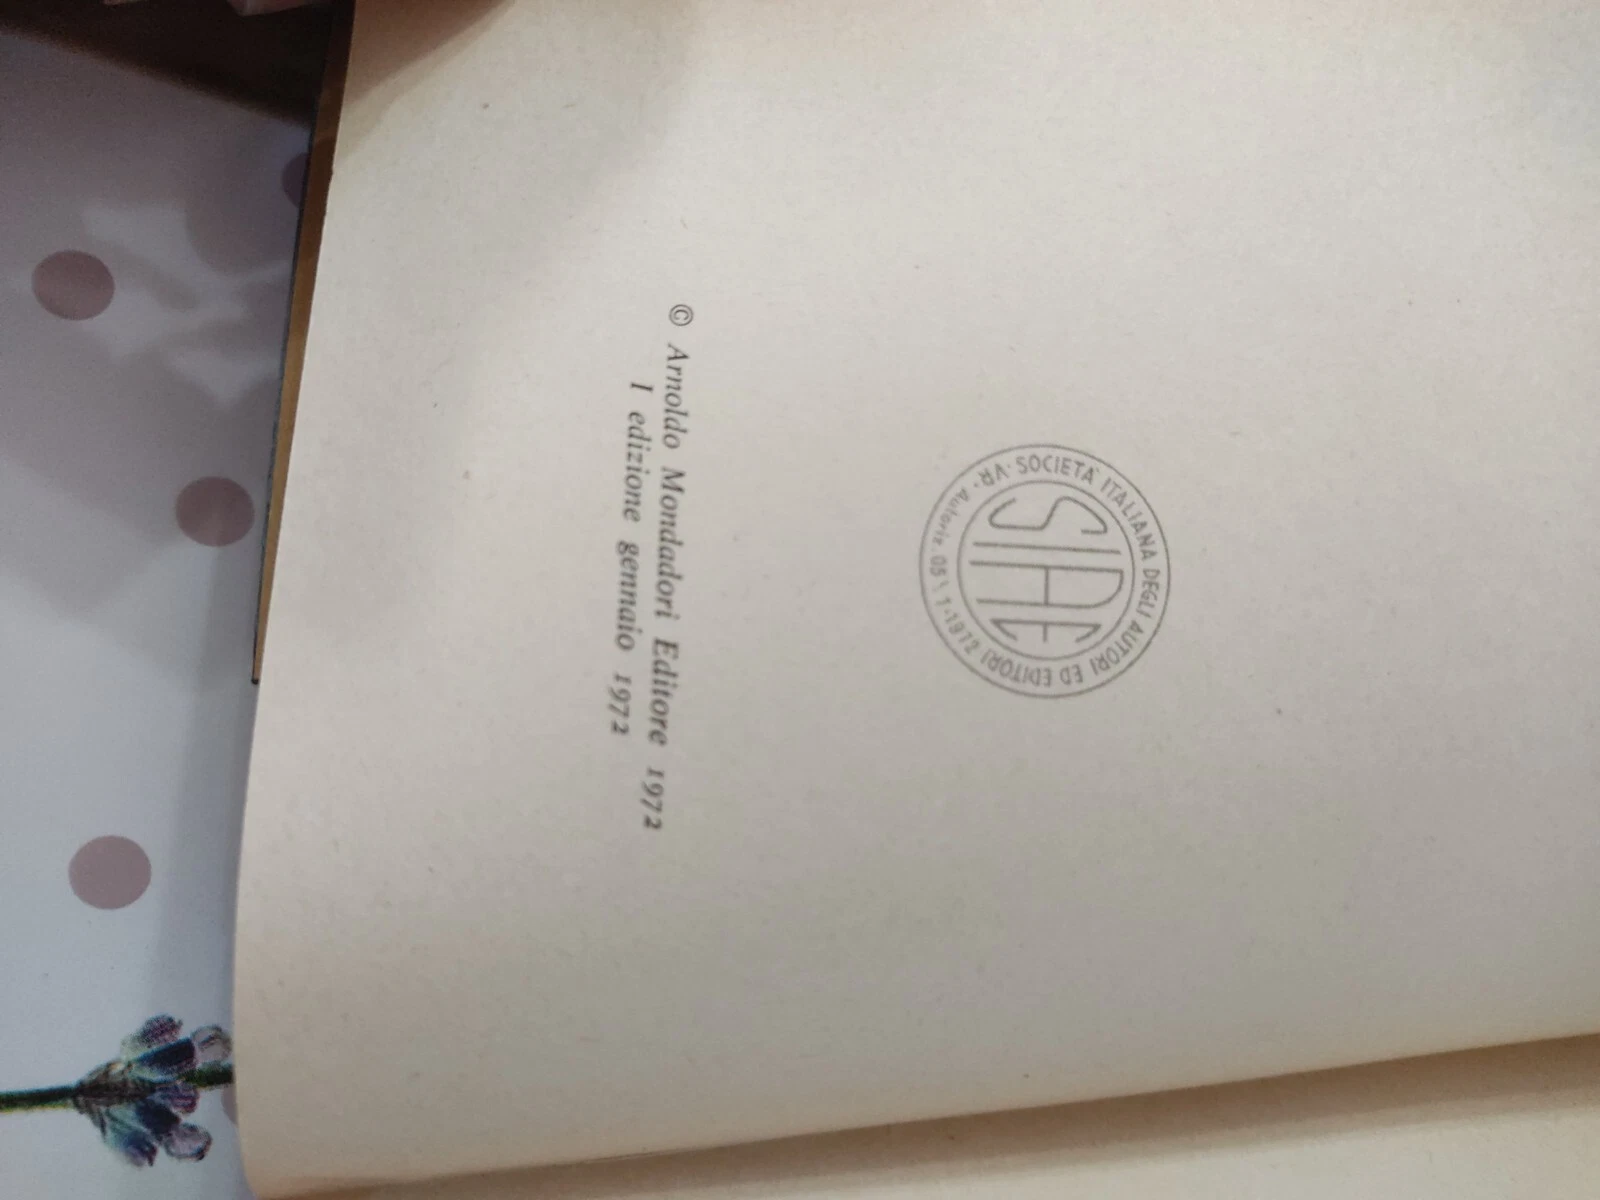 SOCIETA' ITALIANA DEGLI AUTORI ED EDITORI
SIAE
© Arnoldo Mondadori Editore 1972
I edizione gennaio 1972